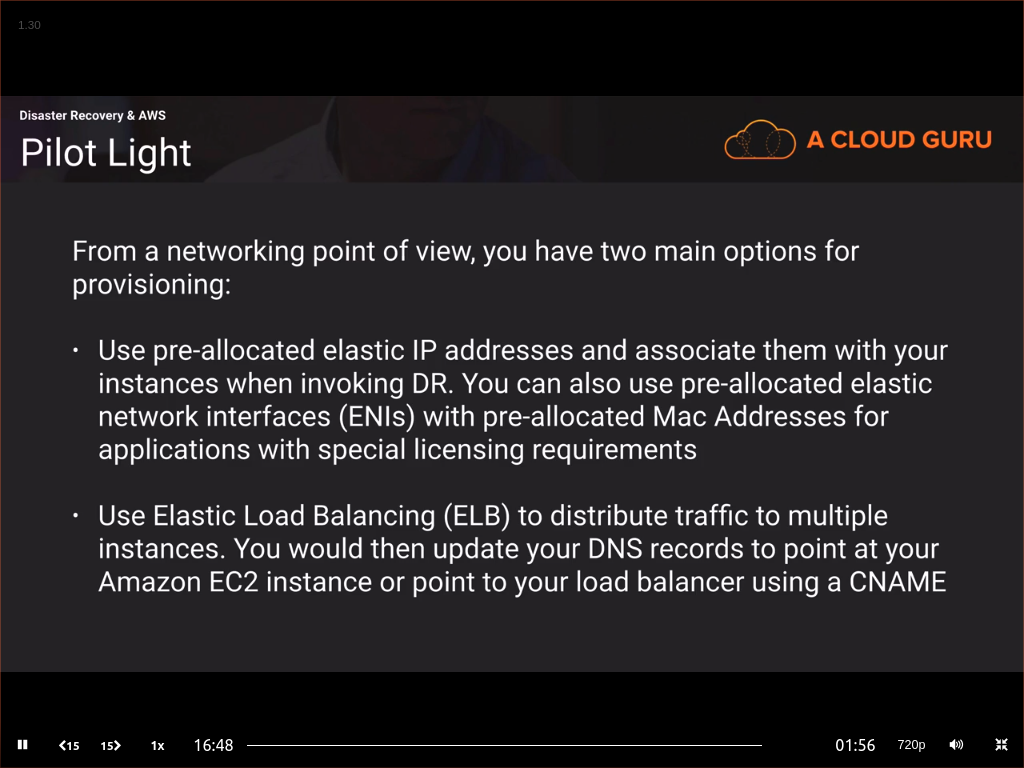 1.30
Disaster Recovery & AWS
Pilot Light
A CLOUD GURU
From a networking point of view, you have two main options for
provisioning:
· Use pre-allocated elastic IP addresses and associate them with your
instances when invoking DR. You can also use pre-allocated elastic
network interfaces (ENIs) with pre-allocated Mac Addresses for
applications with special licensing requirements
· Use Elastic Load Balancing (ELB) to distribute traffic to multiple
instances. You would then update your DNS records to point at your
Amazon EC2 instance or point to your load balancer using a CNAME
15 15 1x 16:48 01:56 720p